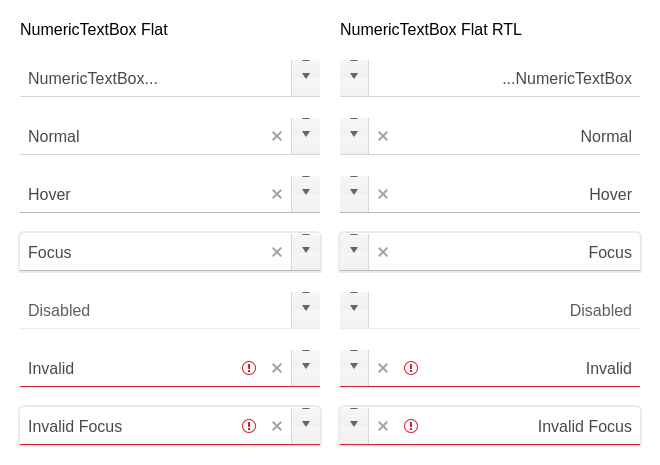 NumericTextBox Flat
NumericTextBox...
Normal
Hover
Focus
Disabled
Invalid
Invalid Focus
NumericTextBox Flat RTL
...NumericTextBox
Normal
Hover
Focus
Disabled
Invalid
Invalid Focus